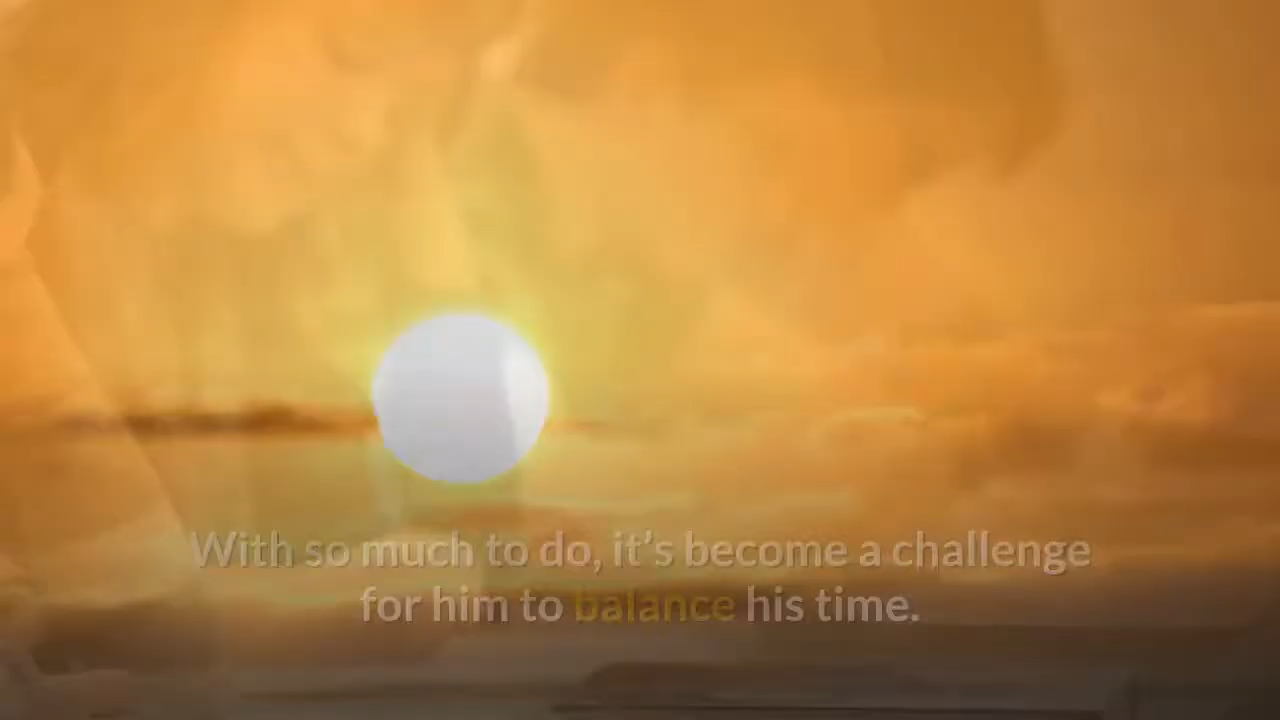 With so much to do, it’s become a challenge
for him to balance his time.